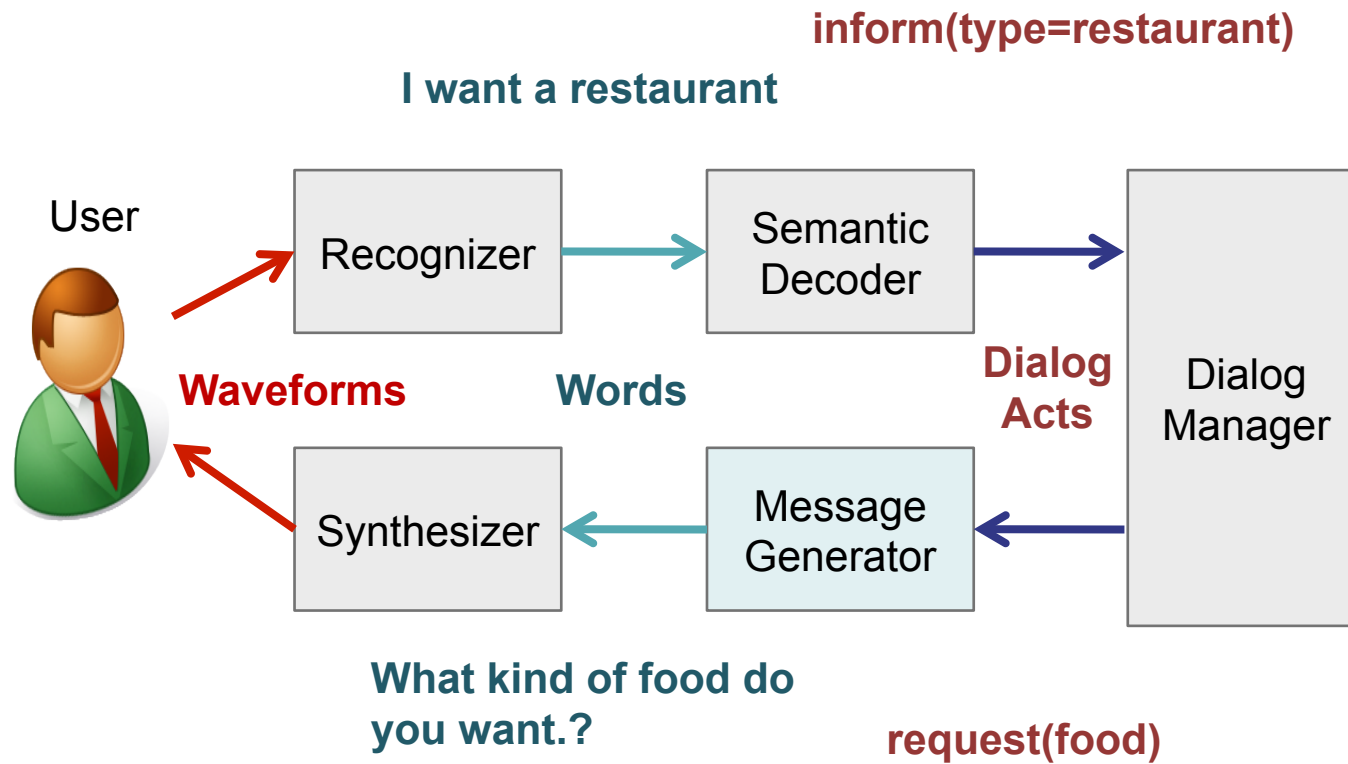 inform(type=restaurant)
I want a restaurant
User
Recognizer
Semantic
Decoder
Dialog
Manager
Waveforms
Words
Dialog
Acts
Synthesizer
Message
Generator
What kind of food do
you want.?
request(food)